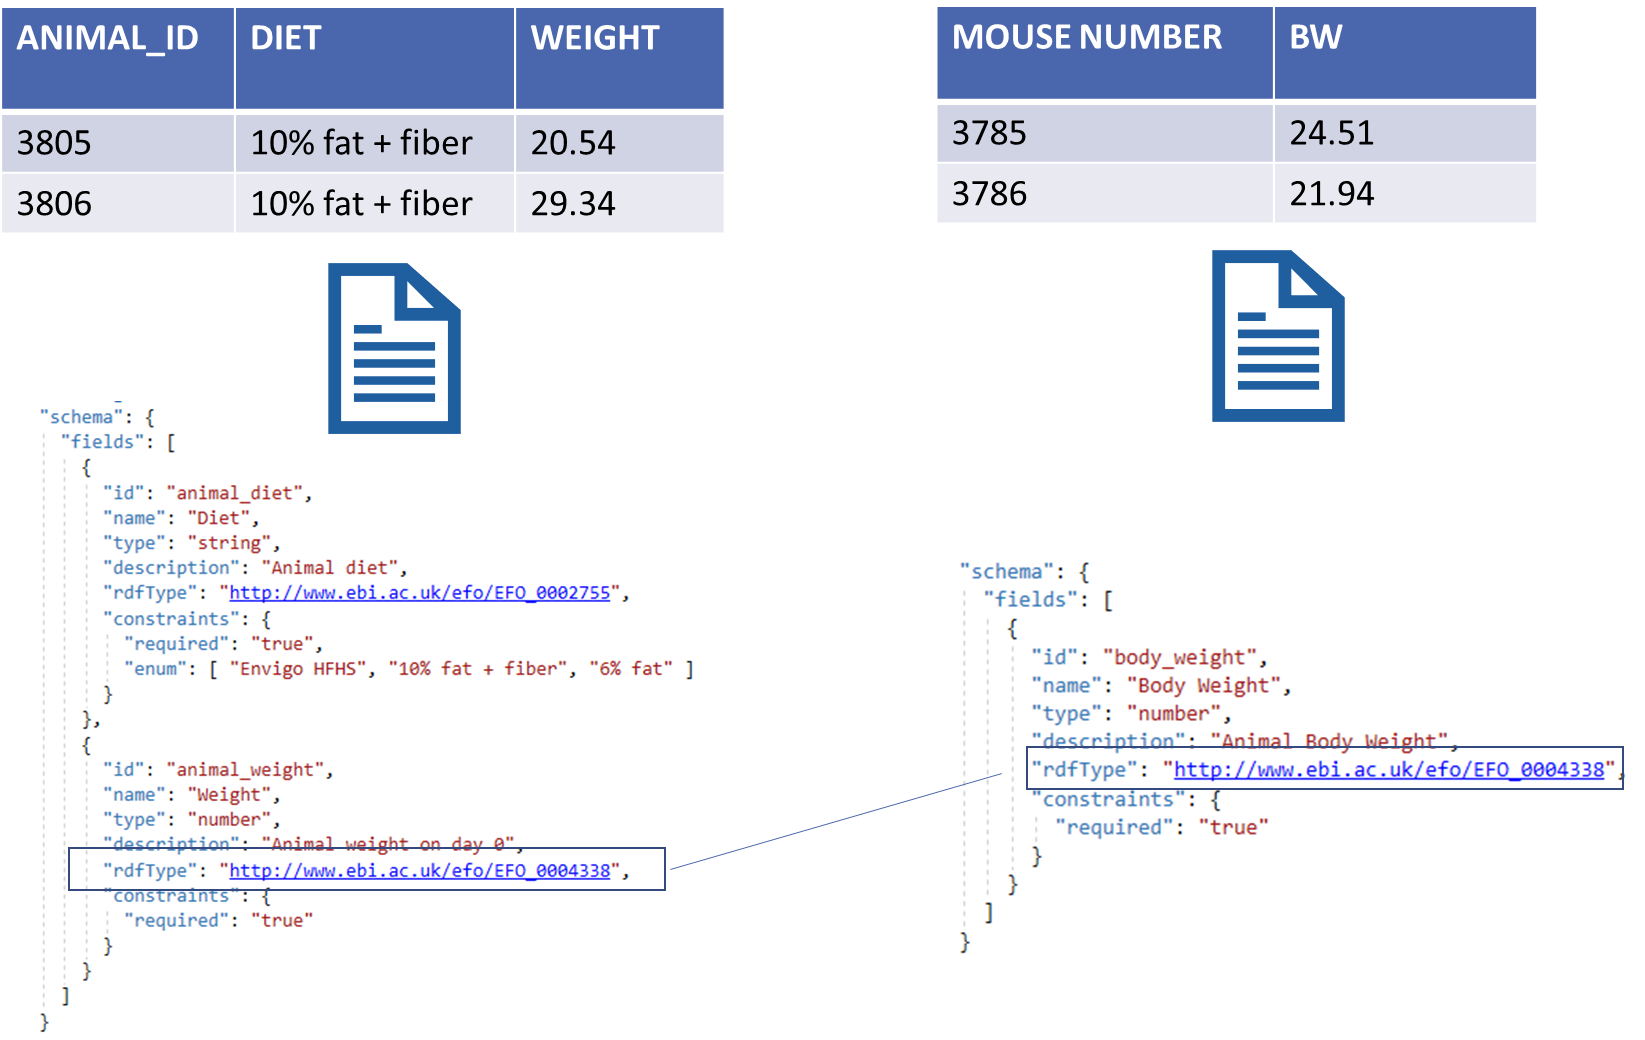 ANIMAL_ID DIET WEIGHT
3805 10% fat + fiber 20.54
3806 10% fat + fiber 29.34
MOUSE NUMBER BW
3785 24.51
3786 21.94
"schema": {
"fields": [
{
"id": "animal_diet",
"name": "Diet",
"type": "string",
"description": "Animal diet",
"rdfType": "http://www.ebi.ac.uk/efo/EFO_0002755",
"constraints": {
"required": "true",
"enum": [ "Envigo HFHS", "10% fat + fiber", "6% fat" ]
}
},
{
"id": "animal_weight",
"name": "Weight",
"type": "number",
"description": "Animal weight on day 0",
"rdfType": "http://www.ebi.ac.uk/efo/EFO_0004338",
"constraints": {
"required": "true"
}
}
]
}
"schema": {
"fields": [
{
"id": "body_weight",
"name": "Body Weight",
"type": "number",
"description": "Animal Body Weight",
"rdfType": "http://www.ebi.ac.uk/efo/EFO_0004338",
"constraints": {
"required": "true"
}
}
]
}